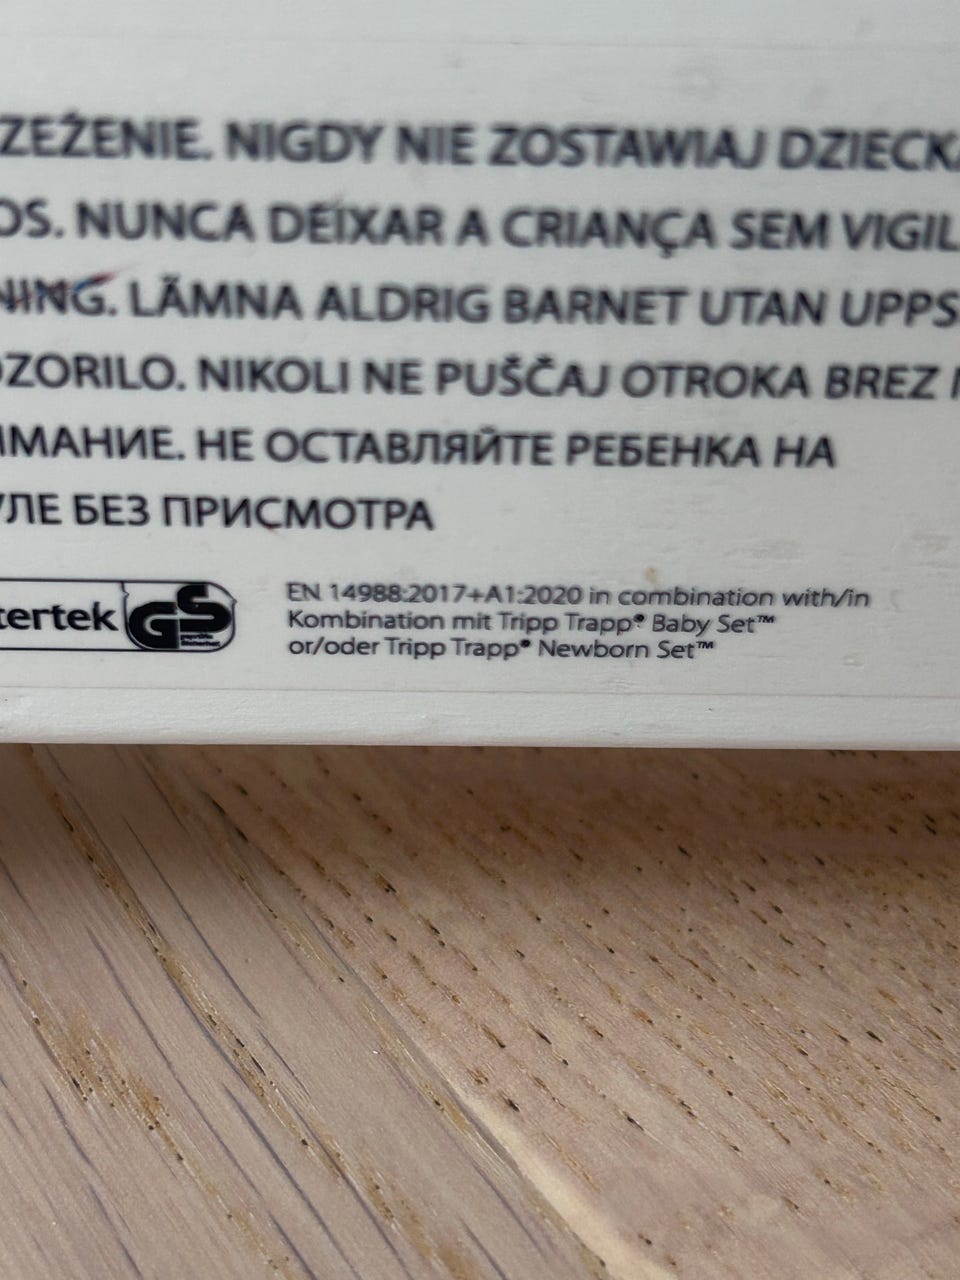 ZEŻENIE. NIGDY NIE ZOSTAWIAJ DZIECKA
OS. NUNCA DEIXAR A CRIANÇA SEM VIGIL
NING. LÄMNA ALDRIG BARNET UTAN UPPS
OZORILO. NIKOLI NE PUŠČAJ OTROKA BREZ N
ИМАНИЕ. НЕ ОСТАВЛЯЙТЕ РЕБЕНКА НА
УЛЕ БЕЗ ПРИСМОТРА
tertek GS geprüfte Sicherheit
EN 14988:2017+A1:2020 in combination with/in
Kombination mit Tripp Trapp® Baby Set™
or/oder Tripp Trapp® Newborn Set™